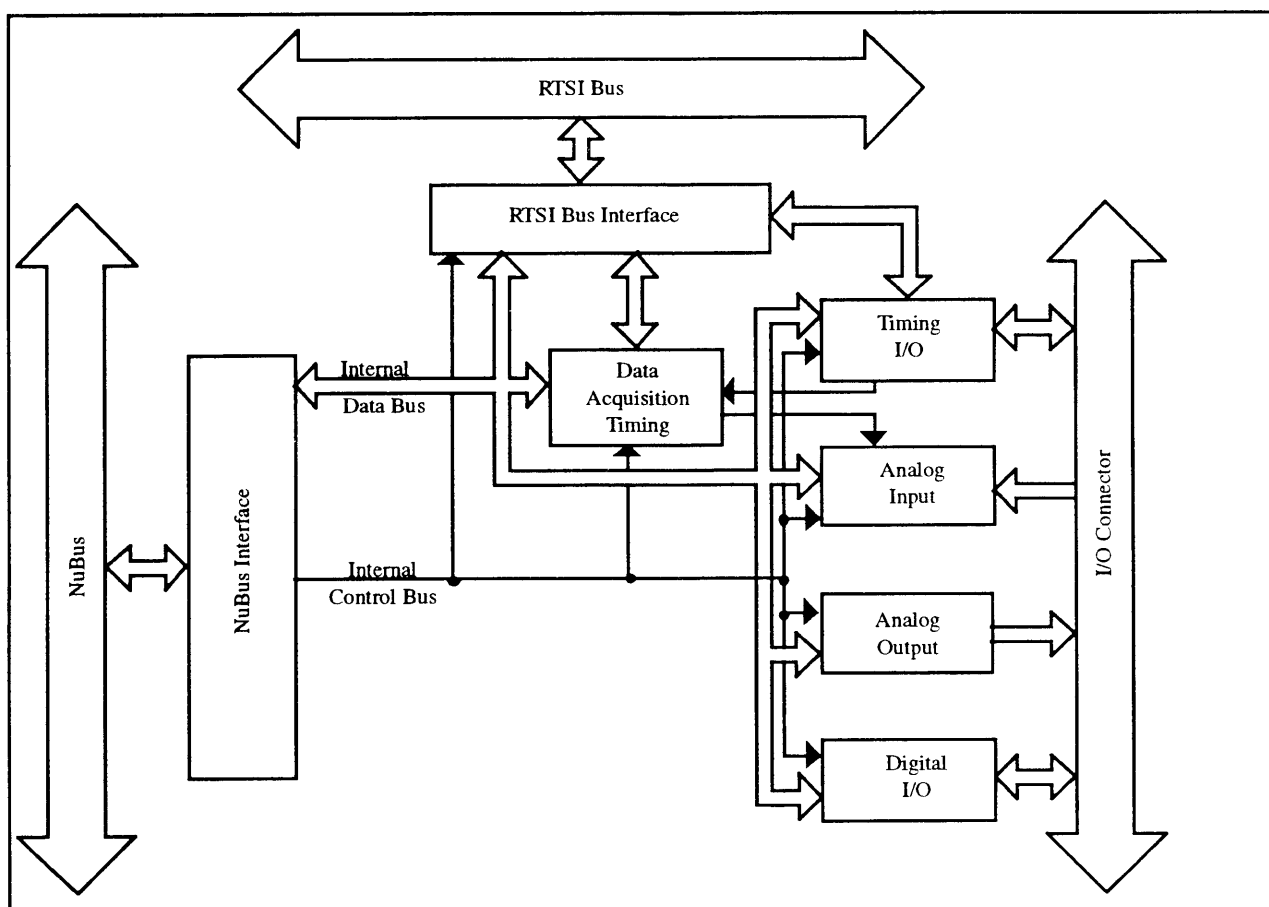 RTSI Bus
RTSI Bus Interface
Timing
I/O
Internal
Data Bus
Data
Acquisition
Timing
Analog
Input
NuBus
NuBus Interface
I/O Connector
Internal
Control Bus
Analog
Output
Digital
I/O